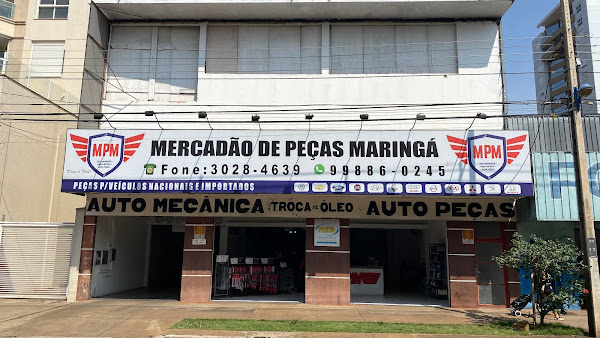 MPM
MERCADÃO DE PEÇAS MARINGÁ
Fone:3028-4639 99886-0245
MPM
PEÇAS P/VEÍCULOS NACIONAIS E IMPORTADOS
AUTO MECÂNICA TROCA DE ÓLEO AUTO PEÇAS